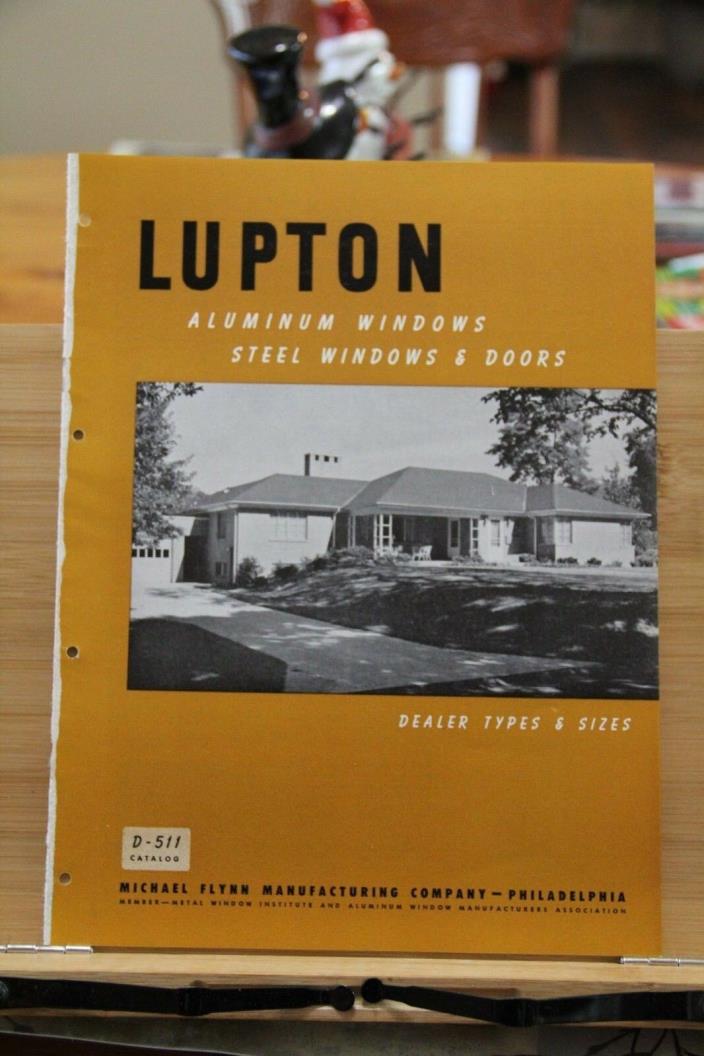 LUPTON
ALUMINUM WINDOWS
STEEL WINDOWS & DOORS
DEALER TYPES & SIZES
D-511
CATALOG
MICHAEL FLYNN MANUFACTURING COMPANY — PHILADELPHIA
MEMBER—METAL WINDOW INSTITUTE AND ALUMINUM WINDOW MANUFACTURERS ASSOCIATION